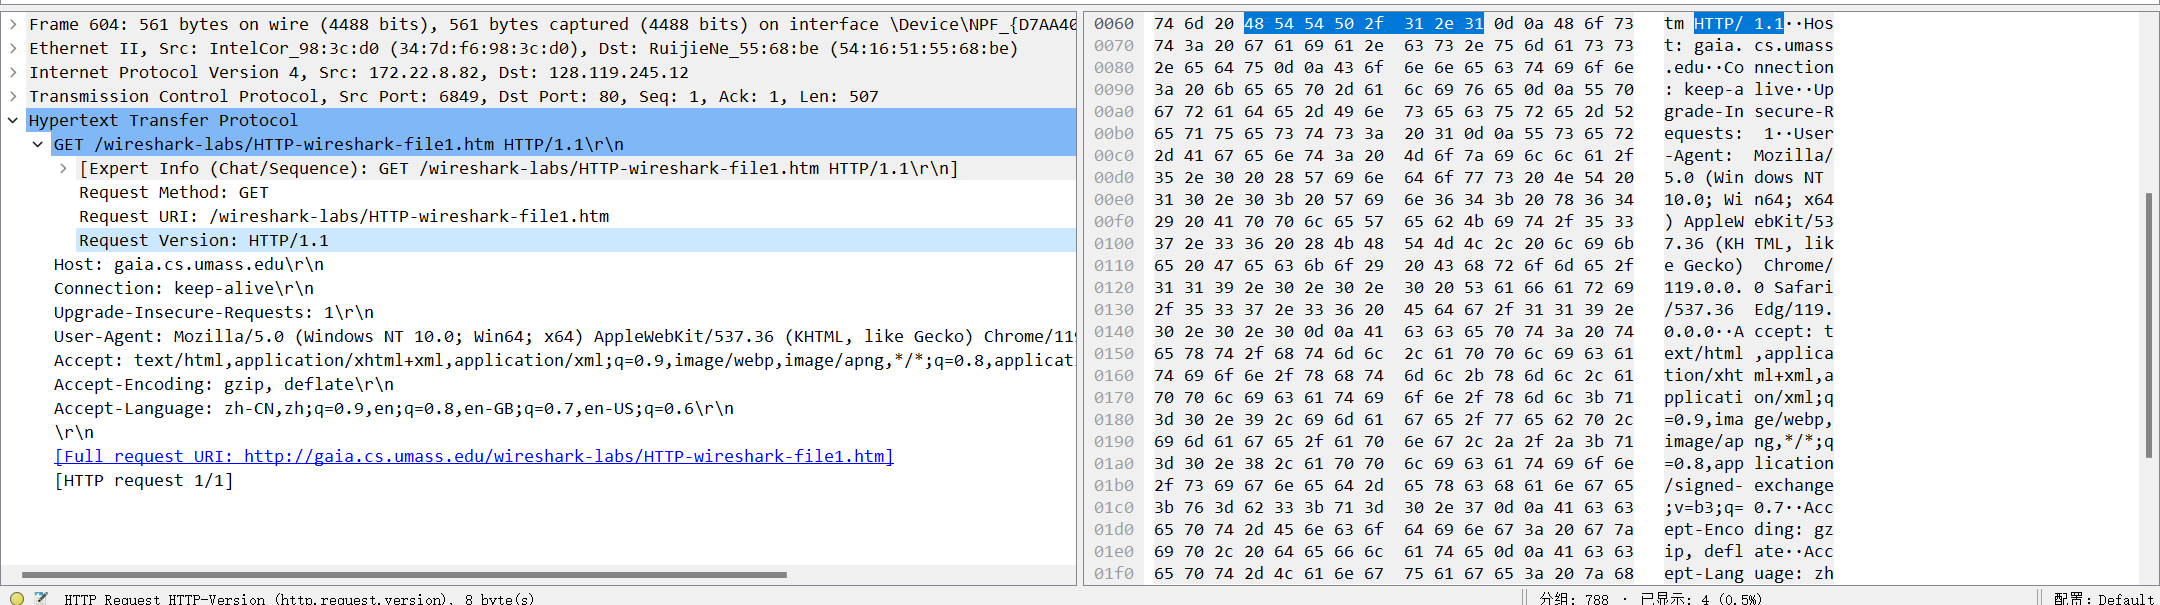 Frame 604: 561 bytes on wire (4488 bits), 561 bytes captured (4488 bits) on interface \Device\NPF_{D7AA40
Ethernet II, Src: IntelCor_98:3c:d0 (34:7d:f6:98:3c:d0), Dst: RuijieNe_55:68:be (54:16:51:55:68:be)
Internet Protocol Version 4, Src: 172.22.8.82, Dst: 128.119.245.12
Transmission Control Protocol, Src Port: 6849, Dst Port: 80, Seq: 1, Ack: 1, Len: 507
Hypertext Transfer Protocol
GET /wireshark-labs/HTTP-wireshark-file1.htm HTTP/1.1\r\n
[Expert Info (Chat/Sequence): GET /wireshark-labs/HTTP-wireshark-file1.htm HTTP/1.1\r\n]
Request Method: GET
Request URI: /wireshark-labs/HTTP-wireshark-file1.htm
Request Version: HTTP/1.1
Host: gaia.cs.umass.edu\r\n
Connection: keep-alive\r\n
Upgrade-Insecure-Requests: 1\r\n
User-Agent: Mozilla/5.0 (Windows NT 10.0; Win64; x64) AppleWebKit/537.36 (KHTML, like Gecko) Chrome/119
Accept: text/html,application/xhtml+xml,application/xml;q=0.9,image/webp,image/apng,*/*;q=0.8,applicati
Accept-Encoding: gzip, deflate\r\n
Accept-Language: zh-CN,zh;q=0.9,en;q=0.8,en-GB;q=0.7,en-US;q=0.6\r\n
\r\n
[Full request URI: http://gaia.cs.umass.edu/wireshark-labs/HTTP-wireshark-file1.htm]
[HTTP request 1/1]
0060 74 6d 20 48 54 54 50 2f 31 2e 31 0d 0a 48 6f 73 tm HTTP/ 1.1··Hos
0070 74 3a 20 67 61 69 61 2e 63 73 2e 75 6d 61 73 73 t: gaia. cs.umass
0080 2e 65 64 75 0d 0a 43 6f 6e 6e 65 63 74 69 6f 6e .edu··Co nnection
0090 3a 20 6b 65 65 70 2d 61 6c 69 76 65 0d 0a 55 70 : keep-a live··Up
00a0 67 72 61 64 65 2d 49 6e 73 65 63 75 72 65 2d 52 grade-In secure-R
00b0 65 71 75 65 73 74 73 3a 20 31 0d 0a 55 73 65 72 equests: 1··User
00c0 2d 41 67 65 6e 74 3a 20 4d 6f 7a 69 6c 6c 61 2f -Agent: Mozilla/
00d0 35 2e 30 20 28 57 69 6e 64 6f 77 73 20 4e 54 20 5.0 (Win dows NT
00e0 31 30 2e 30 3b 20 57 69 6e 36 34 3b 20 78 36 34 10.0; Wi n64; x64
00f0 29 20 41 70 70 6c 65 57 65 62 4b 69 74 2f 35 33 ) AppleW ebKit/53
0100 37 2e 33 36 20 28 4b 48 54 4d 4c 2c 20 6c 69 6b 7.36 (KH TML, lik
0110 65 20 47 65 63 6b 6f 29 20 43 68 72 6f 6d 65 2f e Gecko) Chrome/
0120 31 31 39 2e 30 2e 30 2e 30 20 53 61 66 61 72 69 119.0.0. 0 Safari
0130 2f 35 33 37 2e 33 36 20 45 64 67 2f 31 31 39 2e /537.36 Edg/119.
0140 30 2e 30 2e 30 0d 0a 41 63 63 65 70 74 3a 20 74 0.0.0··A ccept: t
0150 65 78 74 2f 68 74 6d 6c 2c 61 70 70 6c 69 63 61 ext/html ,applica
0160 74 69 6f 6e 2f 78 68 74 6d 6c 2b 78 6d 6c 2c 61 tion/xht ml+xml,a
0170 70 70 6c 69 63 61 74 69 6f 6e 2f 78 6d 6c 3b 71 pplicati on/xml;q
0180 3d 30 2e 39 2c 69 6d 61 67 65 2f 77 65 62 70 2c =0.9,ima ge/webp,
0190 69 6d 61 67 65 2f 61 70 6e 67 2c 2a 2f 2a 3b 71 image/ap ng,*/*;q
01a0 3d 30 2e 38 2c 61 70 70 6c 69 63 61 74 69 6f 6e =0.8,app lication
01b0 2f 73 69 67 6e 65 64 2d 65 78 63 68 61 6e 67 65 /signed- exchange
01c0 3b 76 3d 62 33 3b 71 3d 30 2e 37 0d 0a 41 63 63 ;v=b3;q= 0.7··Acc
01d0 65 70 74 2d 45 6e 63 6f 64 69 6e 67 3a 20 67 7a ept-Enco ding: gz
01e0 69 70 2c 20 64 65 66 6c 61 74 65 0d 0a 41 63 63 ip, defl ate··Acc
01f0 65 70 74 2d 4c 61 6e 67 75 61 67 65 3a 20 7a 68 ept-Lang uage: zh
HTTP Request HTTP-Version (http.request.version), 8 byte(s)
分组: 788 · 已显示: 4 (0.5%)
配置: Default